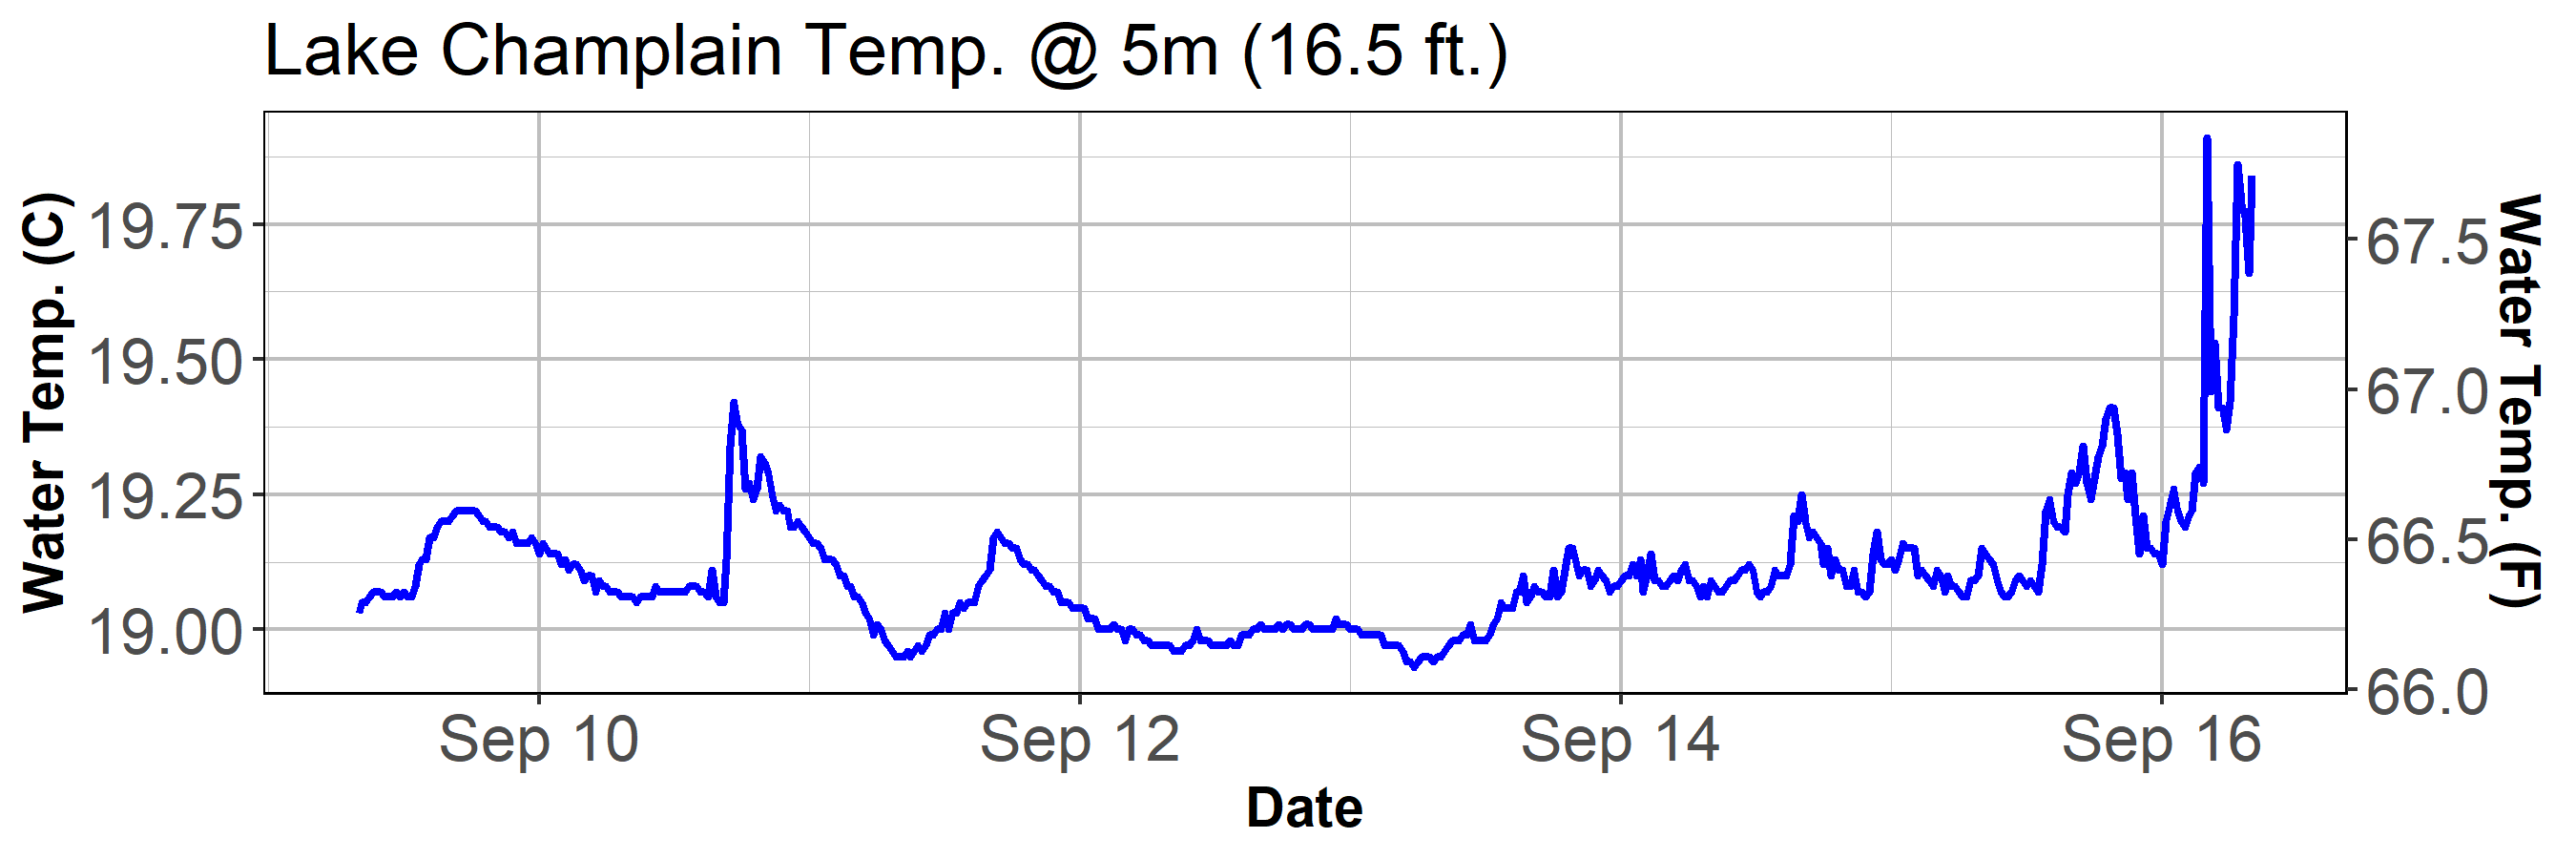 Lake Champlain Temp. @ 5m (16.5 ft.)
Water Temp. (C)
19.75
19.50
19.25
19.00
67.5
67.0
66.5
66.0
Water Temp. (F)
Sep 10
Sep 12
Sep 14
Sep 16
Date